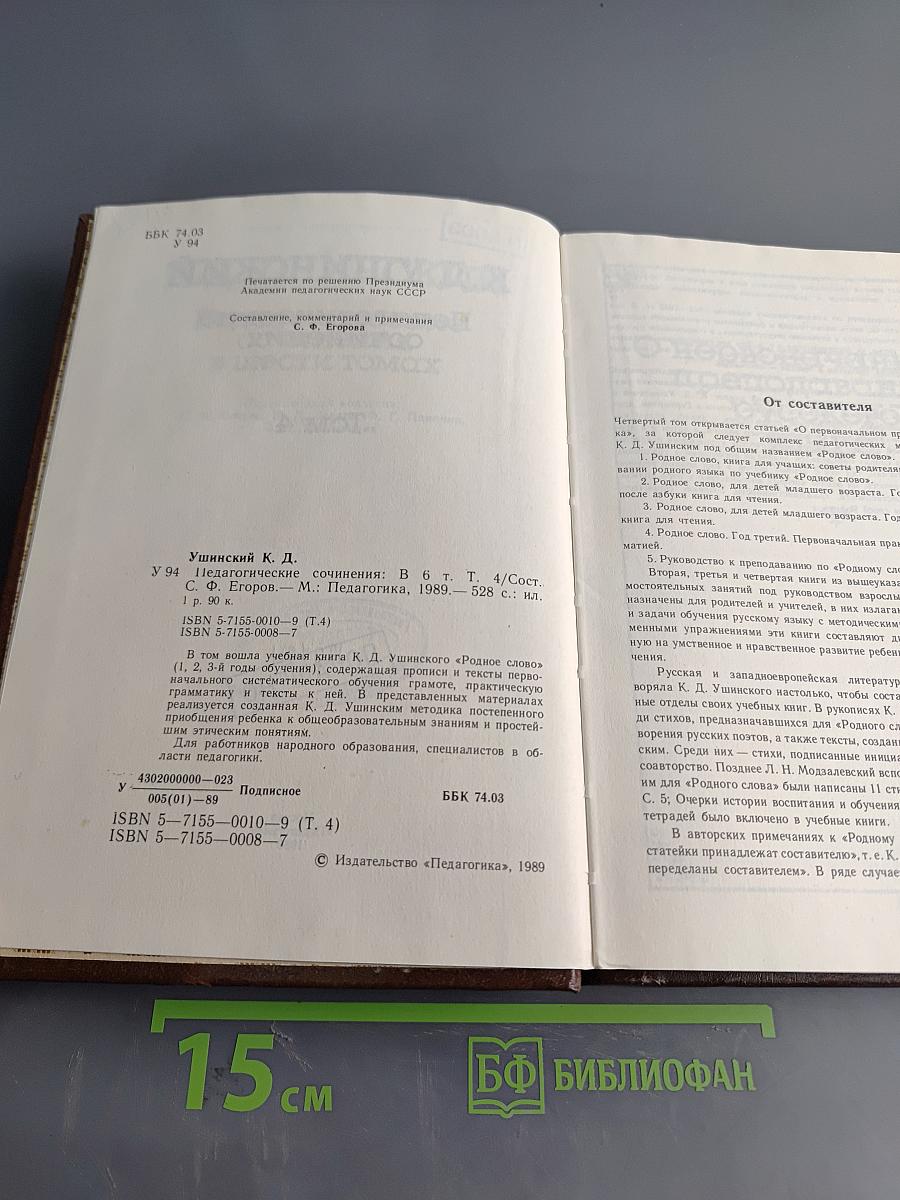 ББК 74.03
У 94
Печатается по решению Президиума
Академии педагогических наук СССР
Составление, комментарий и примечания
С. Ф. Егорова
Ушинский К. Д.
У 94 Педагогические сочинения: В 6 т. Т. 4/Сост.
С. Ф. Егоров.— М.: Педагогика, 1989.— 528 с.: ил.
1 р. 90 к.
ISBN 5-7155-0010—9 (Т.4)
ISBN 5-7155-0008—7
В том вошла учебная книга К. Д. Ушинского «Родное слово»
(1, 2, 3-й годы обучения), содержащая прописи и тексты перво-
начального систематического обучения грамоте, практическую
грамматику и тексты к ней. В представленных материалах
реализуется созданная К. Д. Ушинским методика постепенного
приобщения ребенка к общеобразовательным знаниям и простей-
шим этическим понятиям.
Для работников народного образования, специалистов в об-
ласти педагогики.
У 4302000000—023
005(01)—89 Подписное
ББК 74.03
ISBN 5—7155—0010—9 (Т. 4)
ISBN 5—7155—0008—7
© Издательство «Педагогика», 1989
От составителя
Четвертый том открывается статьей «О первоначальном пр
ка», за которой следует комплекс педагогических м
К. Д. Ушинским под общим названием «Родное слово».
1. Родное слово, книга для учащих: советы родителя
вании родного языка по учебнику «Родное слово».
2. Родное слово, для детей младшего возраста. Го
после азбуки книга для чтения.
3. Родное слово, для детей младшего возраста. Год
книга для чтения.
4. Родное слово. Год третий. Первоначальная прак
матией.
5. Руководство к преподаванию по «Родному сло
Вторая, третья и четвертая книги из вышеуказа
мостоятельных занятий под руководством взрослы
назначены для родителей и учителей, в них излагаю
и задачи обучения русскому языку с методическим
менными упражнениями эти книги составляют ди
ную на умственное и нравственное развитие ребен
чения.
Русская и западноевропейская литератур
воряла К. Д. Ушинского настолько, чтобы соста
ные отделы своих учебных книг. В рукописях К.
ди стихов, предназначавшихся для «Родного сл
ворения русских поэтов, а также тексты, создан
ским. Среди них — стихи, подписанные инициа
соавторство. Позднее Л. Н. Модзалевский вспо
им для «Родного слова» были написаны 11 сти
С. 5; Очерки истории воспитания и обучения
тетрадей было включено в учебные книги.
В авторских примечаниях к «Родному
статейки принадлежат составителю», т. е. К.
переделаны составителем». В ряде случае
15 см
БФ БИБЛИОФАН